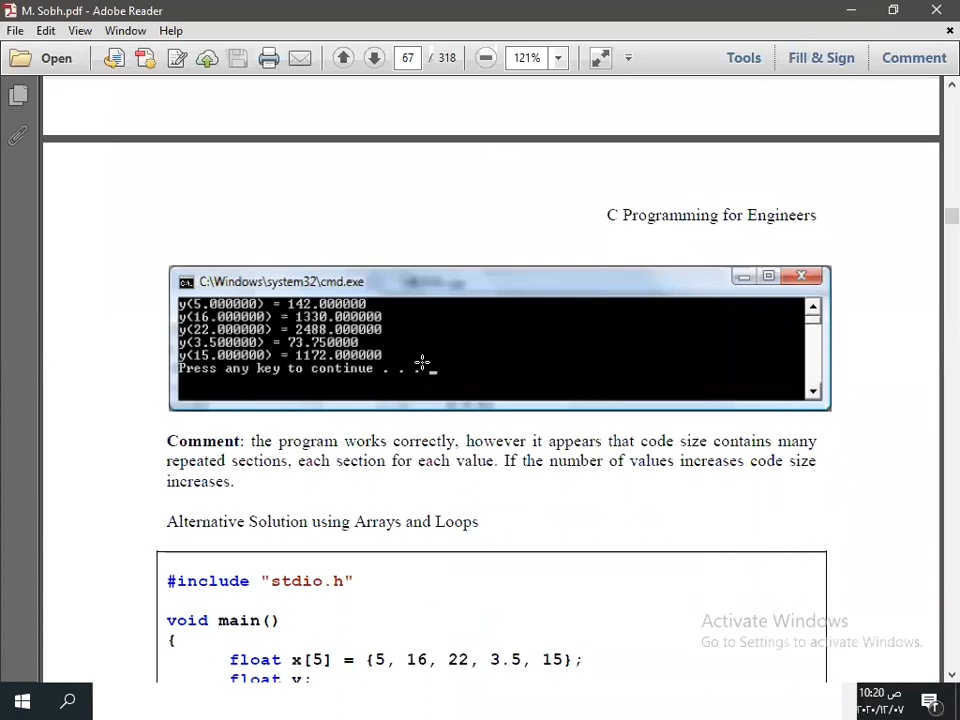 M. Sobh.pdf - Adobe Reader
File Edit View Window Help
Open 67 / 318 121% Tools Fill & Sign Comment
C Programming for Engineers
C:\Windows\system32\cmd.exe
y(5.000000) = 142.000000
y(16.000000) = 1330.000000
y(22.000000) = 2488.000000
y(3.500000) = 73.750000
y(15.000000) = 1172.000000
Press any key to continue . . . _
Comment: the program works correctly, however it appears that code size contains many
repeated sections, each section for each value. If the number of values increases code size
increases.
Alternative Solution using Arrays and Loops
#include "stdio.h"
void main()
{
float x[5] = {5, 16, 22, 3.5, 15};
float y;
Activate Windows
Go to Settings to activate Windows.
10:20 ص
٢٠٢٠/١٢/٠٧